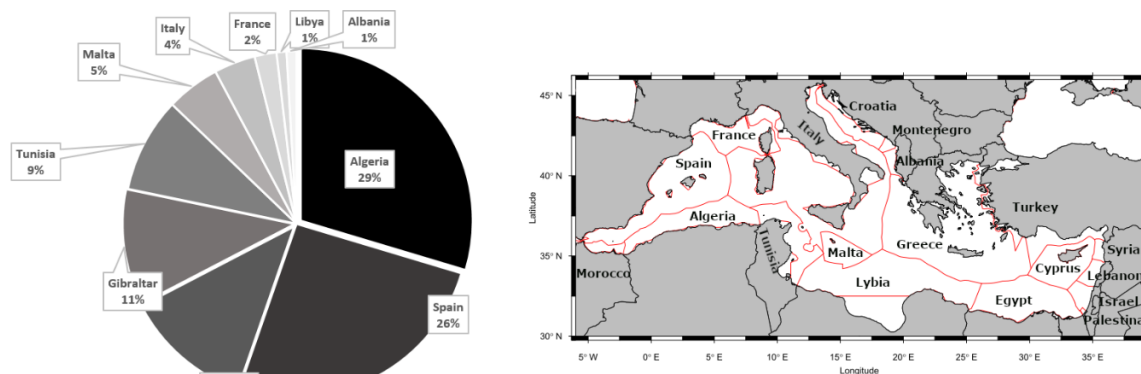 Italy
4%
France
2%
Libya
1%
Albania
1%
Malta
5%
Tunisia
9%
Algeria
29%
Gibraltar
11%
Spain
26%
45° N
40° N
35° N
30° N
Latitude
5° W
0° E
5° E
10° E
15° E
20° E
25° E
30° E
35° E
Longitude
Croatia
Italy
France
Montenegro
Spain
Albania
Turkey
Algeria
Greece
Tunisia
Malta
Morocco
Lybia
Cyprus
Syria
Lebanon
Egypt
Israel
Palestina